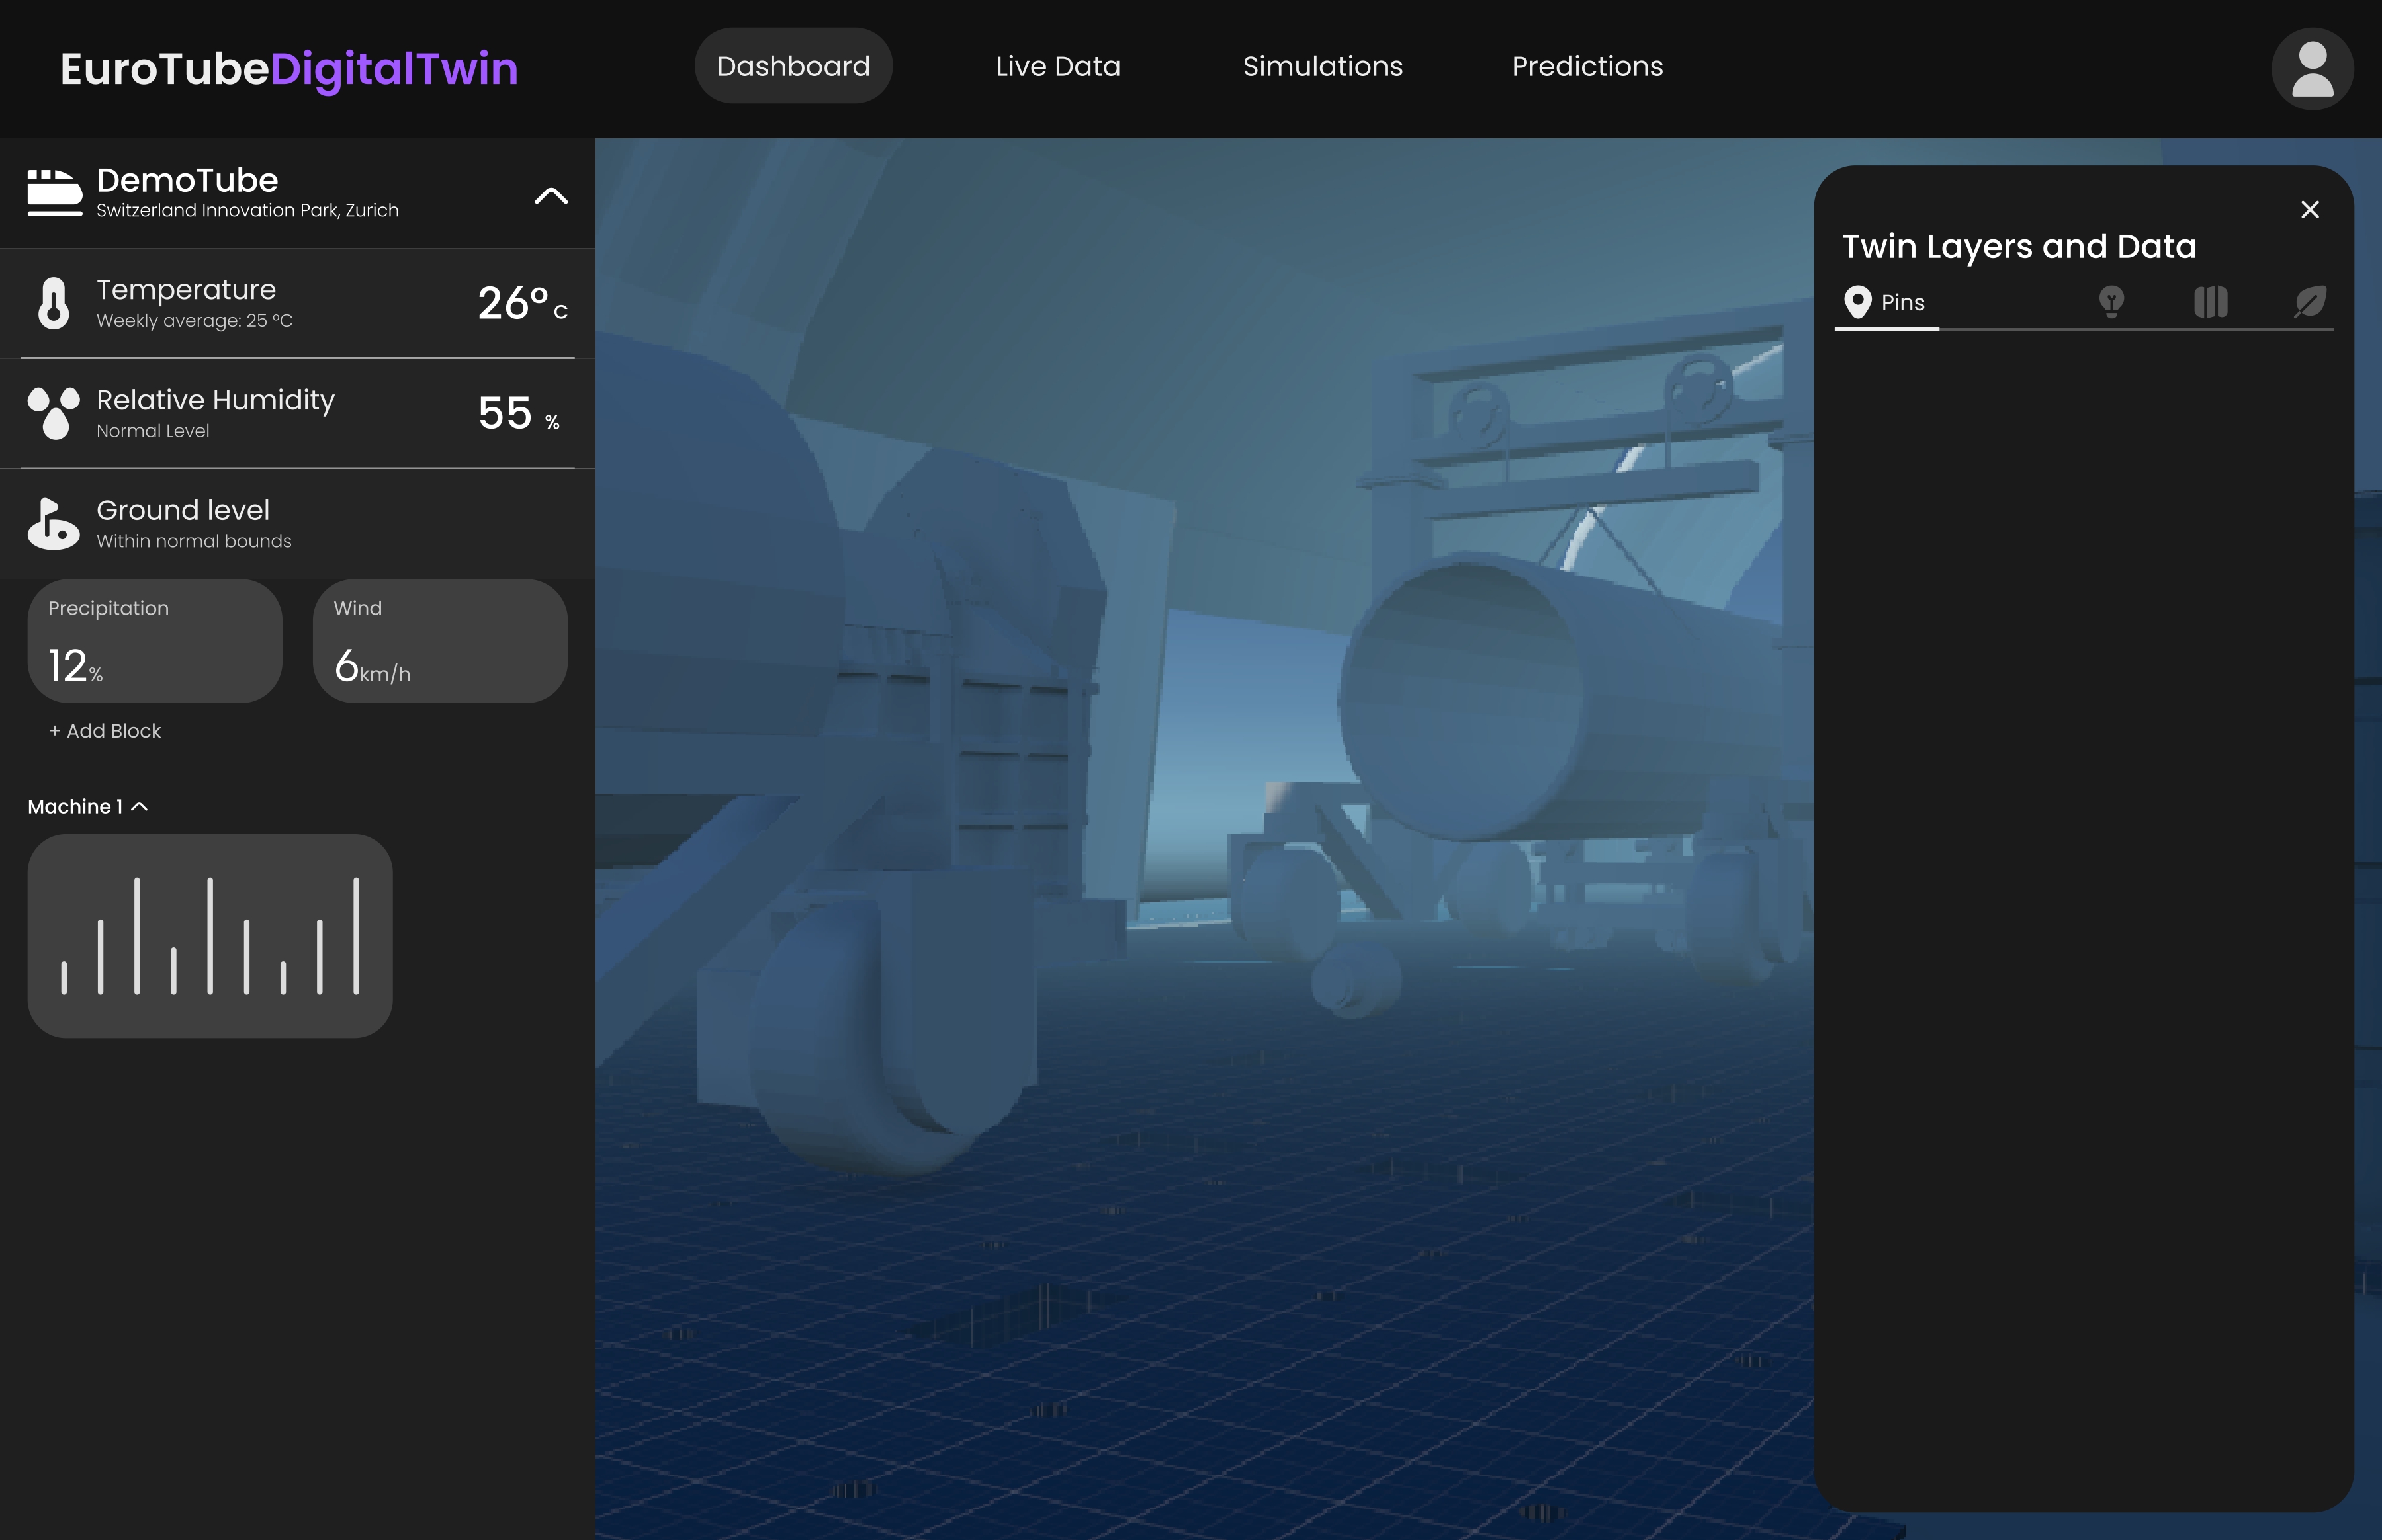 EuroTubeDigitalTwin
Dashboard
Live Data
Simulations
Predictions
DemoTube
Switzerland Innovation Park, Zurich
Temperature
Weekly average: 25 °C
26° C
Relative Humidity
Normal Level
55 %
Ground level
Within normal bounds
Precipitation
12%
Wind
6km/h
+ Add Block
Machine 1
Twin Layers and Data
Pins